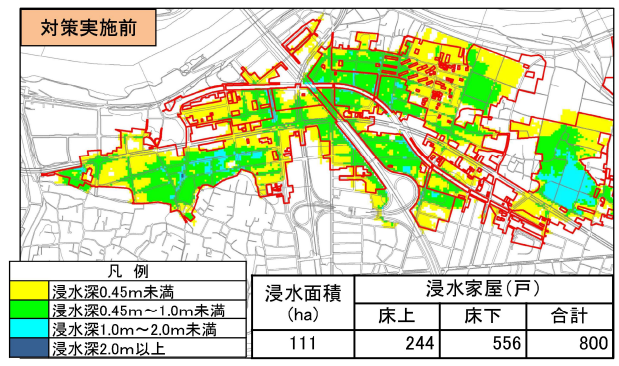 対策実施前
凡 例
浸水深0.45m未満
浸水深0.45m～1.0m未満
浸水深1.0m～2.0m未満
浸水深2.0m以上
浸水面積 (ha) 浸水家屋(戸)
床上 床下 合計
111 244 556 800